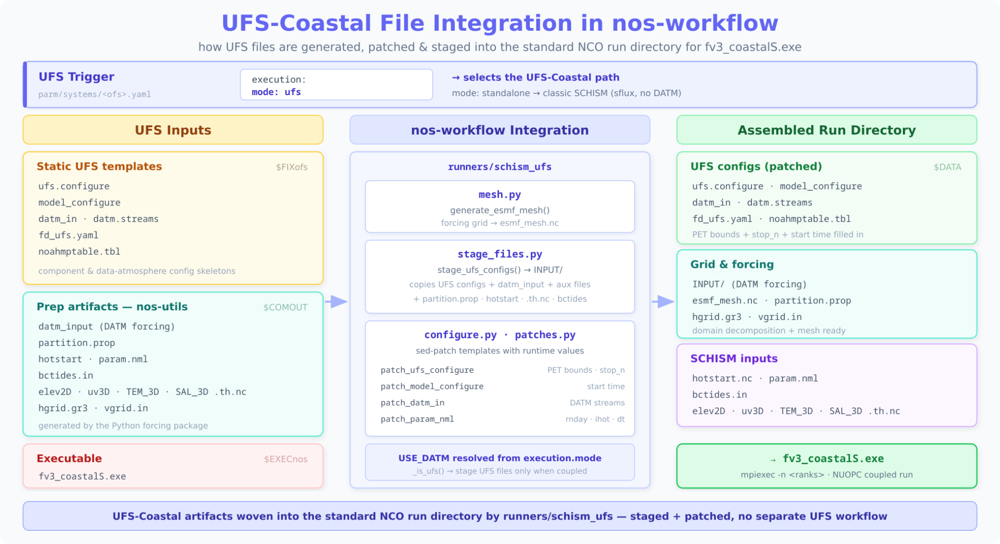 UFS-Coastal File Integration in nos-workflow
how UFS files are generated, patched & staged into the standard NCO run directory for fv3_coastalS.exe
UFS Trigger
parm/systems/<ofs>.yaml
execution:
mode: ufs
→ selects the UFS-Coastal path
mode: standalone → classic SCHISM (sflux, no DATM)
UFS Inputs
Static UFS templates $FIXofs
ufs.configure
model_configure
datm_in · datm.streams
fd_ufs.yaml
noahmptable.tbl
component & data-atmosphere config skeletons
Prep artifacts — nos-utils $COMOUT
datm_input (DATM forcing)
partition.prop
hotstart · param.nml
bctides.in
elev2D · uv3D · TEM_3D · SAL_3D .th.nc
hgrid.gr3 · vgrid.in
generated by the Python forcing package
Executable $EXECnos
fv3_coastalS.exe
nos-workflow Integration
runners/schism_ufs
mesh.py
generate_esmf_mesh()
forcing grid → esmf_mesh.nc
stage_files.py
stage_ufs_configs() → INPUT/
copies UFS configs + datm_input + aux files
+ partition.prop · hotstart · .th.nc · bctides
configure.py · patches.py
sed-patch templates with runtime values
patch_ufs_configure PET bounds · stop_n
patch_model_configure start time
patch_datm_in DATM streams
patch_param_nml rnday · ihot · dt
USE_DATM resolved from execution.mode
_is_ufs() → stage UFS files only when coupled
Assembled Run Directory
UFS configs (patched) $DATA
ufs.configure · model_configure
datm_in · datm.streams
fd_ufs.yaml · noahmptable.tbl
PET bounds + stop_n + start time filled in
Grid & forcing
INPUT/ (DATM forcing)
esmf_mesh.nc · partition.prop
hgrid.gr3 · vgrid.in
domain decomposition + mesh ready
SCHISM inputs
hotstart.nc · param.nml
bctides.in
elev2D · uv3D · TEM_3D · SAL_3D .th.nc
→ fv3_coastalS.exe
mpiexec -n <ranks> · NUOPC coupled run
UFS-Coastal artifacts woven into the standard NCO run directory by runners/schism_ufs — staged + patched, no separate UFS workflow